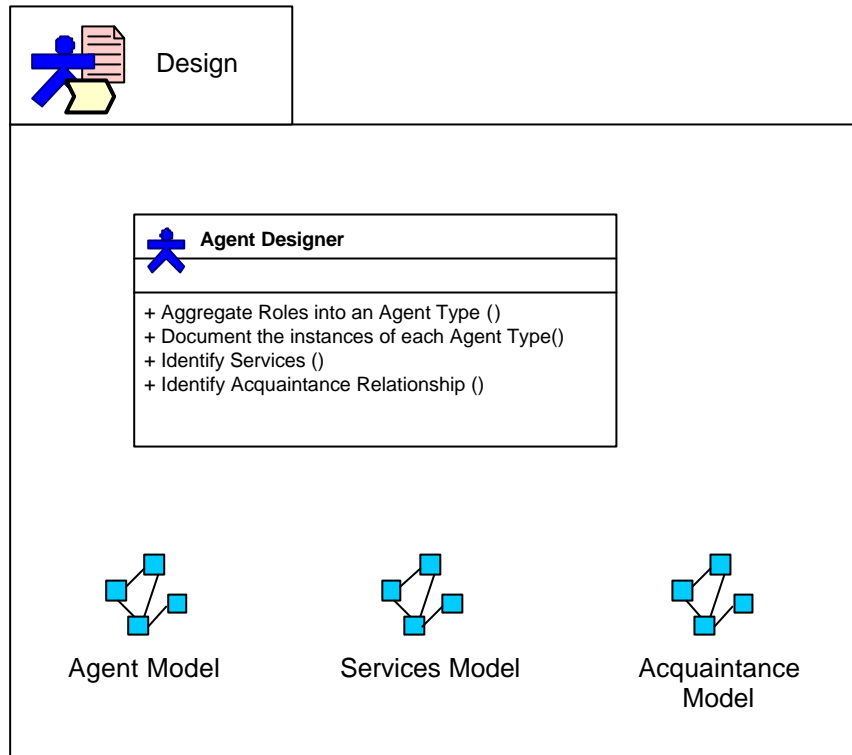 Design
Agent Designer
+ Aggregate Roles into an Agent Type ()
+ Document the instances of each Agent Type()
+ Identify Services ()
+ Identify Acquaintance Relationship ()
Agent Model
Services Model
Acquaintance
Model